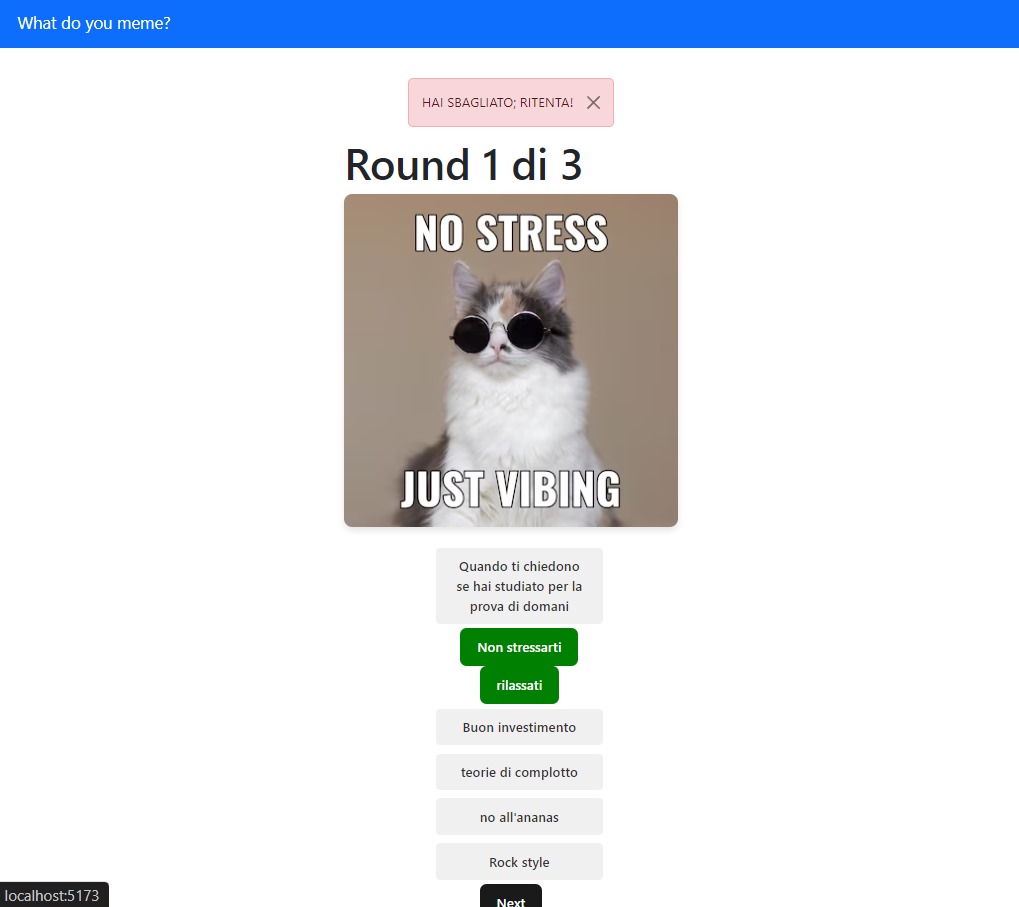 What do you meme?
HAI SBAGLIATO; RITENTA!
Round 1 di 3
NO STRESS
JUST VIBING
Quando ti chiedono
se hai studiato per la
prova di domani
Non stressarti
rilassati
Buon investimento
teorie di complotto
no all'ananas
Rock style
Next
localhost:5173